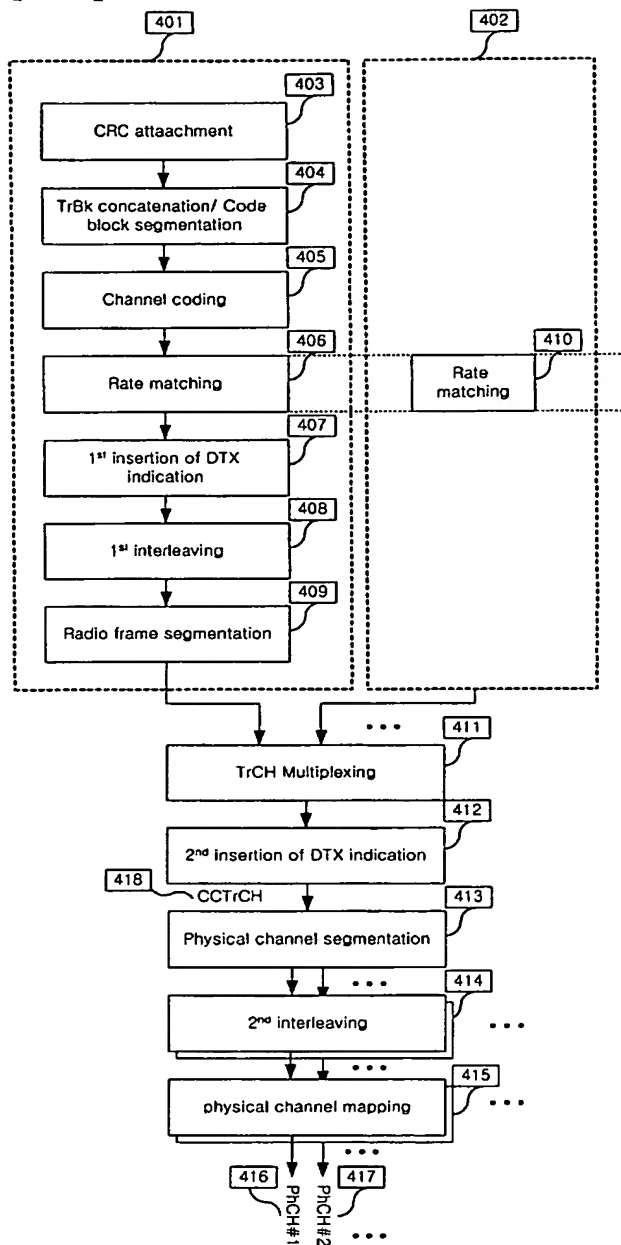 401
402
403
CRC attaachment
404
TrBk concatenation/ Code
block segmentation
405
Channel coding
406
Rate matching
410
Rate
matching
407
1st insertion of DTX
indication
408
1st interleaving
409
Radio frame segmentation
411
TrCH Multiplexing
412
2nd insertion of DTX indication
418
CCTrCH
413
Physical channel segmentation
414
2nd interleaving
415
physical channel mapping
416
PhCH#1
PhCH#2
417